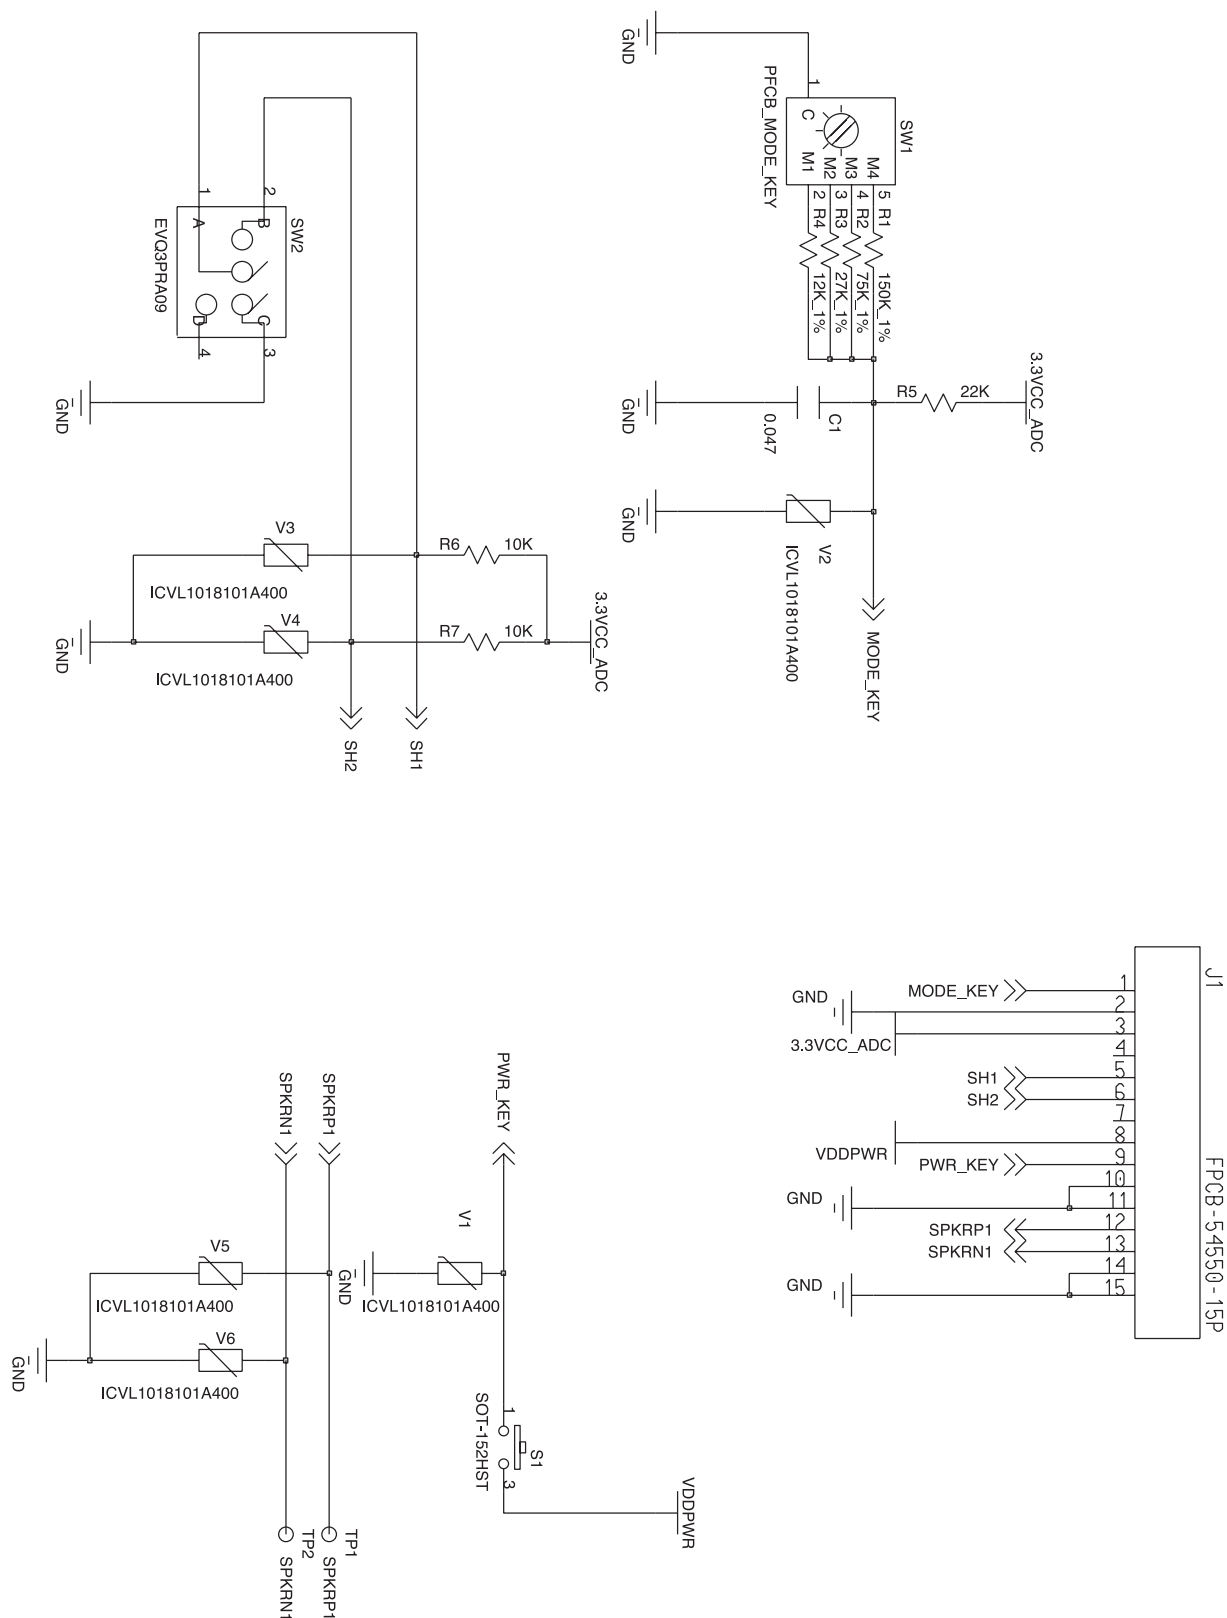 GND
PFCB_MODE_KEY
1
SW1
C
M1
M2
M3
M4
2 R4
3 R3
4 R2
5 R1
12K_1%
27K_1%
75K_1%
150K_1%
3.3VCC_ADC
R5 22K
C1
0.047
GND
V2
ICVL1018101A400
GND
MODE_KEY
1
2
A
B
SW2
EVQ3PRA09
D
C
4
3
GND
V3
ICVL1018101A400
R6 10K
V4
ICVL1018101A400
R7 10K
GND
3.3VCC_ADC
SH2
SH1
J1
FPCB-54550-15P
MODE_KEY 1
GND 2
3.3VCC_ADC 3
4
SH1 5
SH2 6
7
VDDPWR 8
PWR_KEY 9
10
GND 11
SPKRP1 12
SPKRN1 13
14
GND 15
PWR_KEY
SPKRN1
SPKRP1
V1
ICVL1018101A400
GND
V5
ICVL1018101A400
V6
ICVL1018101A400
GND
1
SOT-152HST
S1
3
VDDPWR
TP1
SPKRP1
TP2
SPKRN1